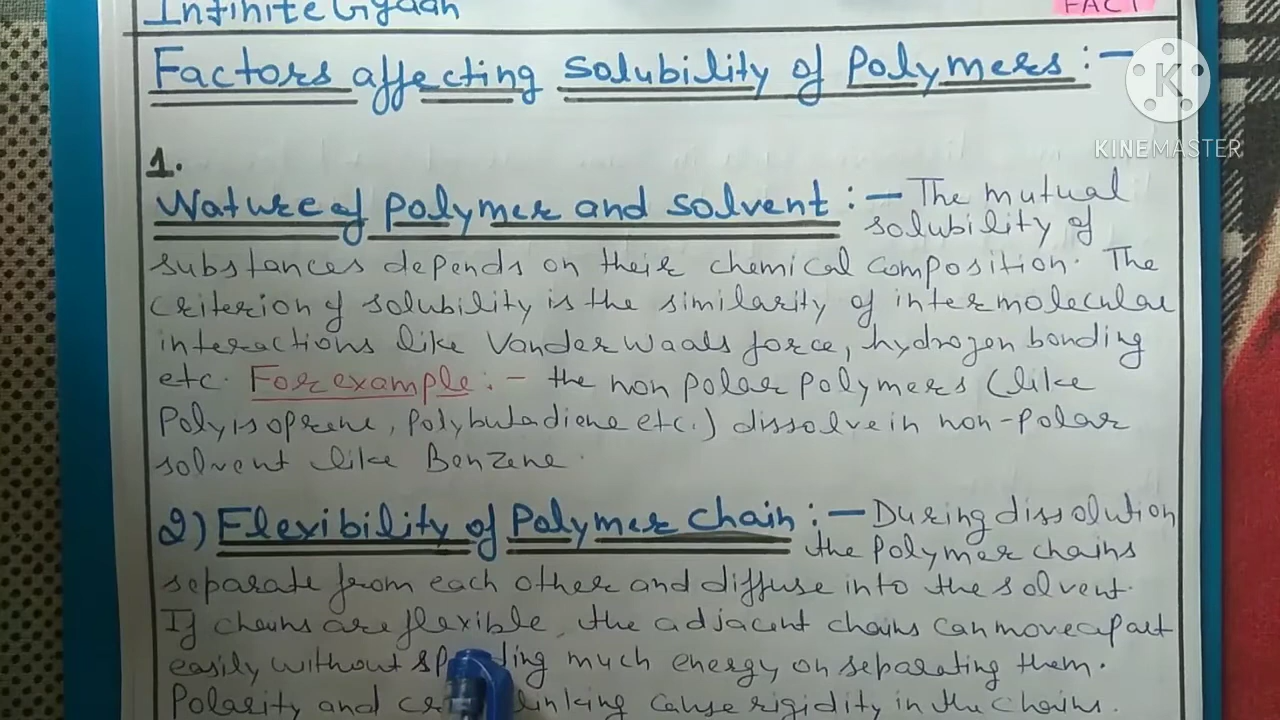 Infinite Gyaan
FACT
Factors affecting solubility of polymers :-
KINEMASTER
1.
Nature of polymer and solvent :- The mutual
solubility of
substances depends on their chemical composition. The
criterion of solubility is the similarity of intermolecular
interactions like Vander Waals force, hydrogen bonding
etc. For example :- the non polar polymers (like
Polyisoprene, polybutadiene etc.) dissolve in non-polar
solvent like Benzene.
2) Flexibility of Polymer chain :- During dissolution
the polymer chains
separate from each other and diffuse into the solvent.
If chains are flexible, the adjacent chains can move apart
easily without spending much energy on separating them.
Polarity and linking cause rigidity in the chains.